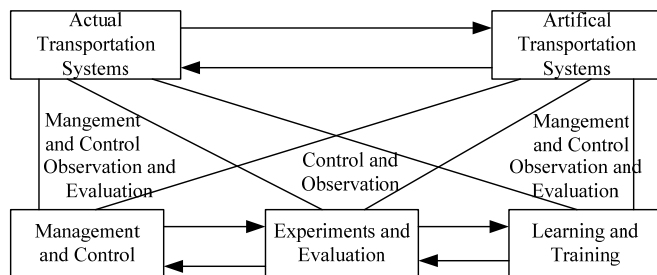 Actual
Transportation
Systems
Artifical
Transportation
Systems
Mangement
and Control
Observation and
Evaluation
Control and
Observation
Mangement
and Control
Observation and
Evaluation
Management
and Control
Experiments and
Evaluation
Learning and
Training